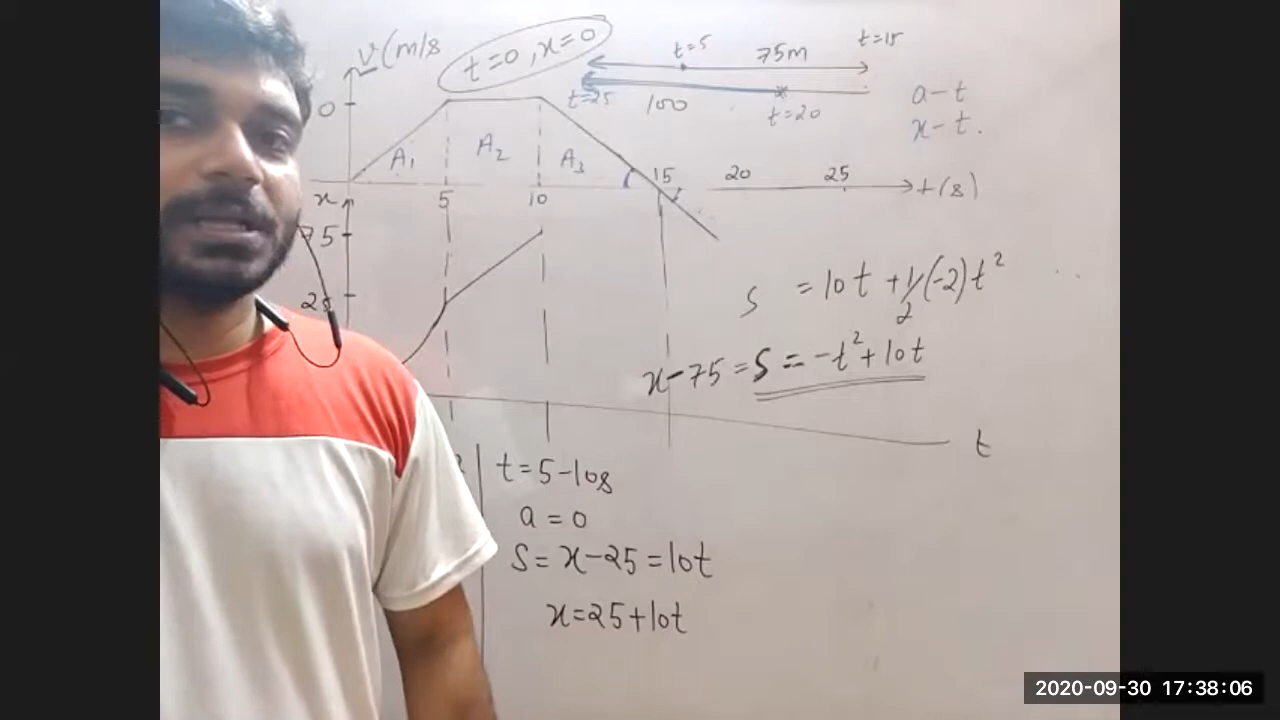 v(m/s
t=0, x=0
t=5
75m
t=15
t=25
100
t=20
a-t
x-t.
0
A1
A2
A3
15
20
25
t(s)
x
5
10
75
25
s = 10t + 1/2(-2)t²
x-75 = S = -t²+10t
t
t=5-10s
a=0
S=x-25=10t
x=25+10t
2020-09-30 17:38:06